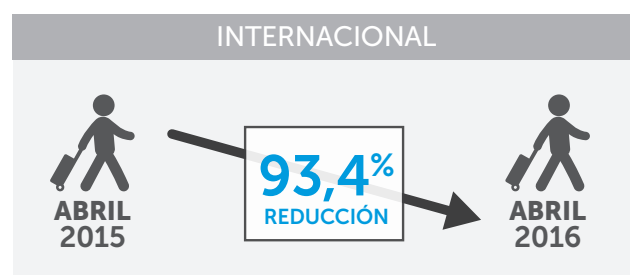 INTERNACIONAL
93,4%
REDUCCIÓN
ABRIL
2015
ABRIL
2016